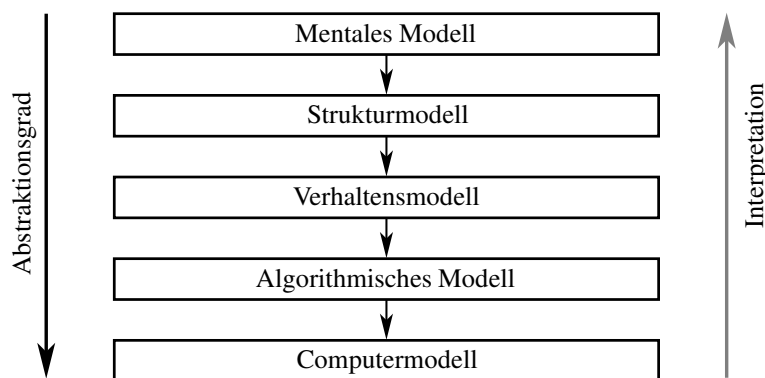 Mentales Modell
Strukturmodell
Verhaltensmodell
Algorithmisches Modell
Computermodell
Abstraktionsgrad
Interpretation